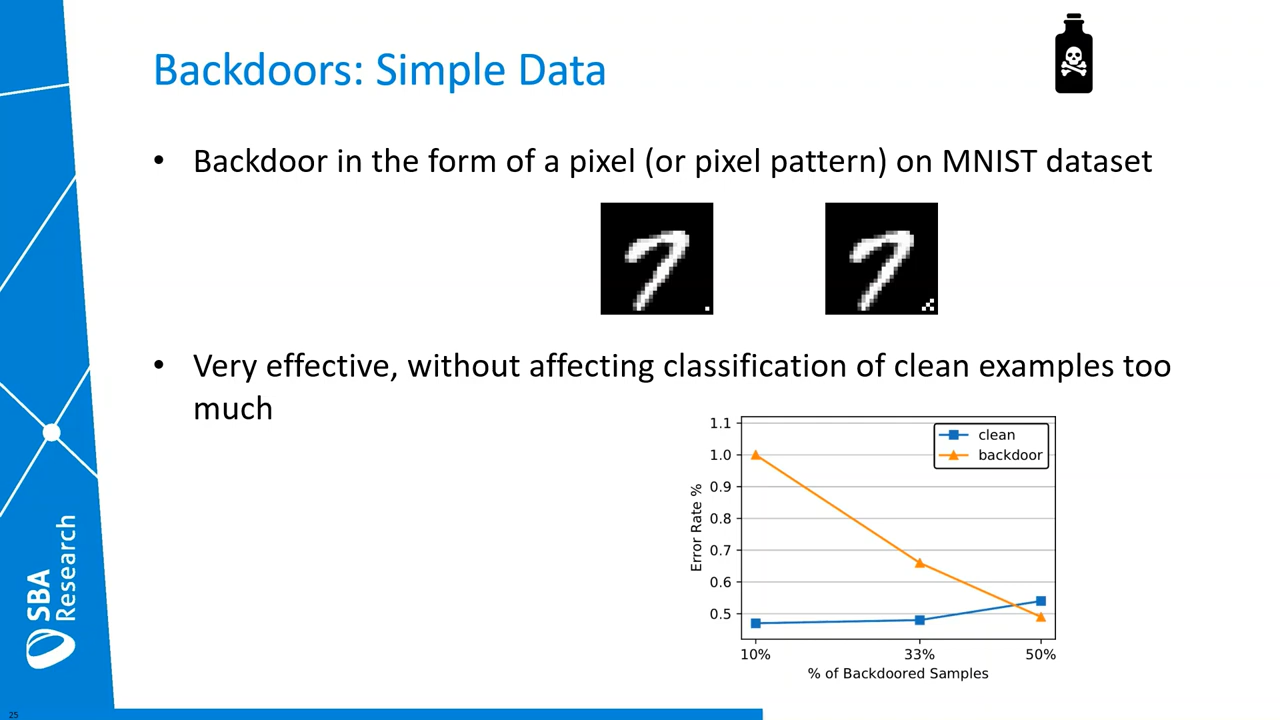 Backdoors: Simple Data
• Backdoor in the form of a pixel (or pixel pattern) on MNIST dataset
• Very effective, without affecting classification of clean examples too
much
1.1
1.0
0.9
0.8
0.7
0.6
0.5
Error Rate %
clean
backdoor
10%
33%
50%
% of Backdoored Samples
SBA
Research
25